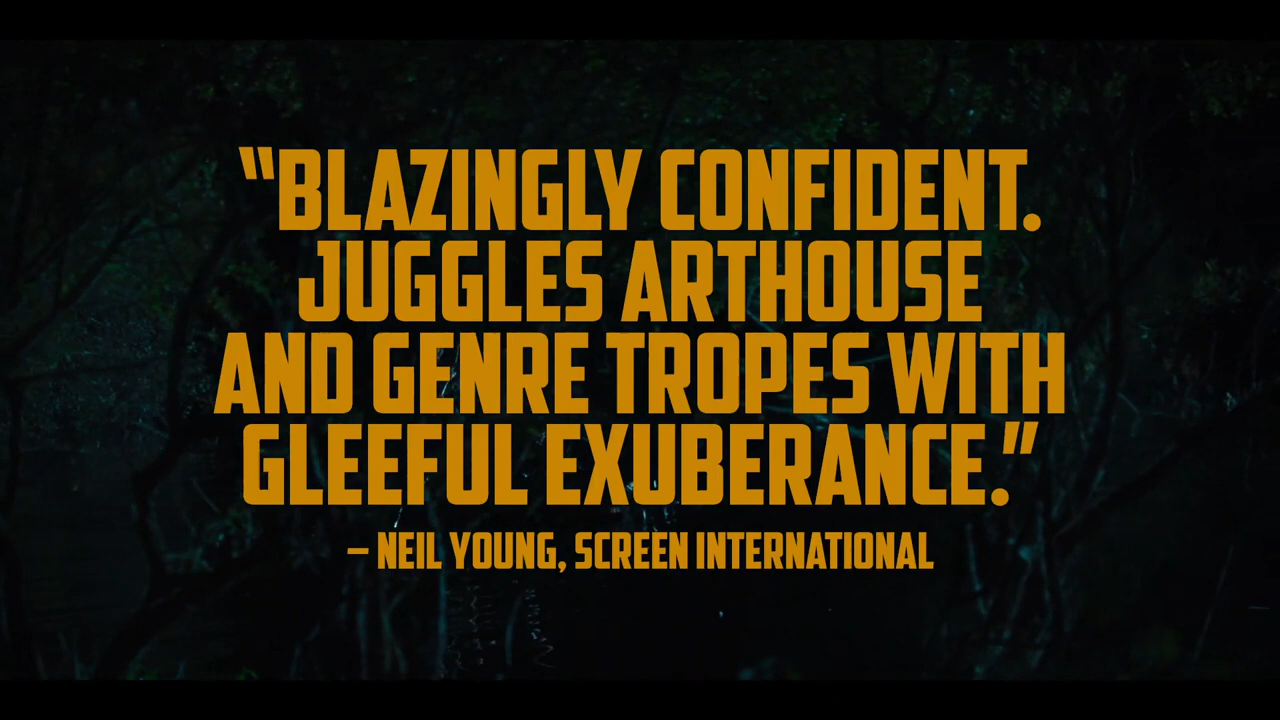 “BLAZINGLY CONFIDENT.
JUGGLES ARTHOUSE
AND GENRE TROPES WITH
GLEEFUL EXUBERANCE.”
– NEIL YOUNG, SCREEN INTERNATIONAL